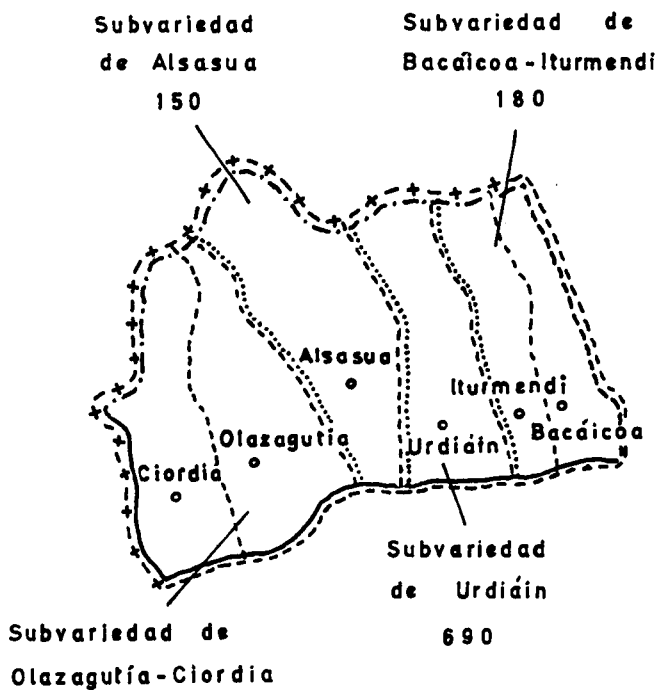 Subvariedad
de Alsasua
150
Subvariedad de
Bacáicoa-Iturmendi
180
Alsasua
Iturmendi
Olazagutía
Urdiáin
Bacáicoa
Ciordia
Subvariedad
de Urdiáin
690
Subvariedad de
Olazagutía-Ciordia